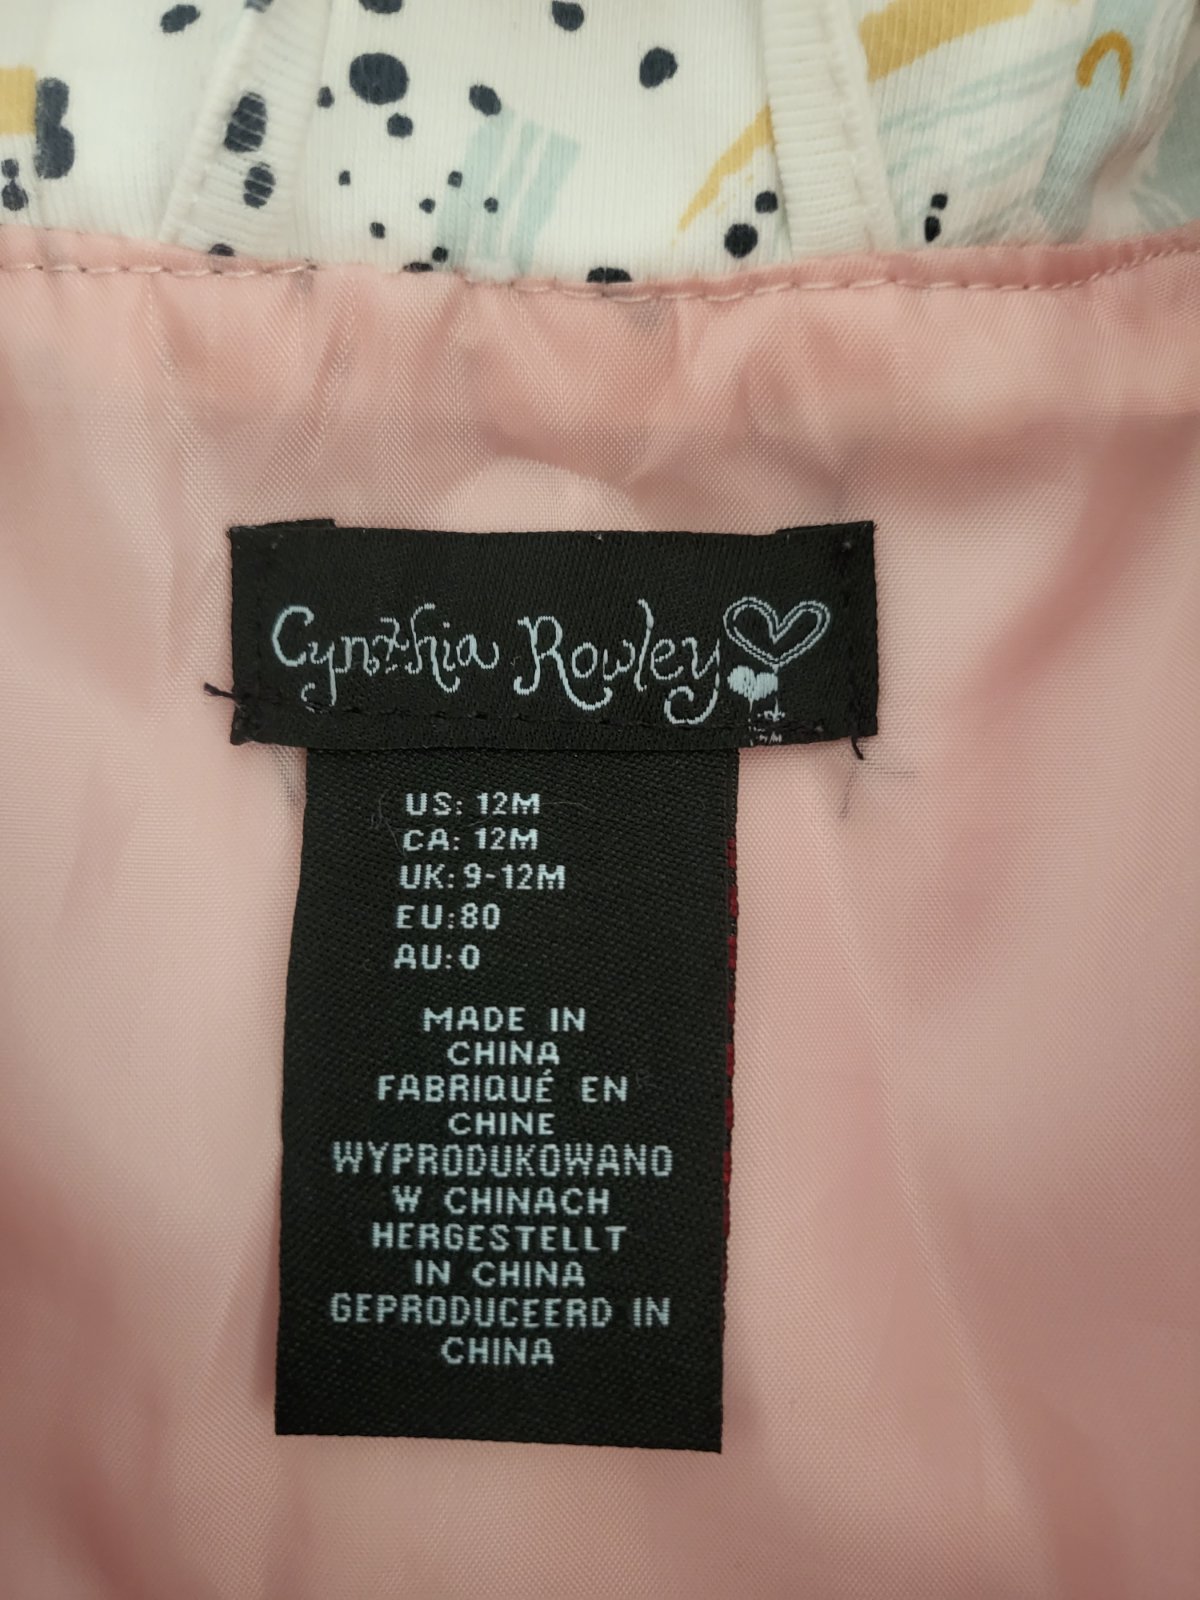 Cynthia Rowley
US: 12M
CA: 12M
UK: 9-12M
EU:80
AU:0
MADE IN
CHINA
FABRIQUÉ EN
CHINE
WYPRODUKOWANO
W CHINACH
HERGESTELLT
IN CHINA
GEPRODUCEERD IN
CHINA